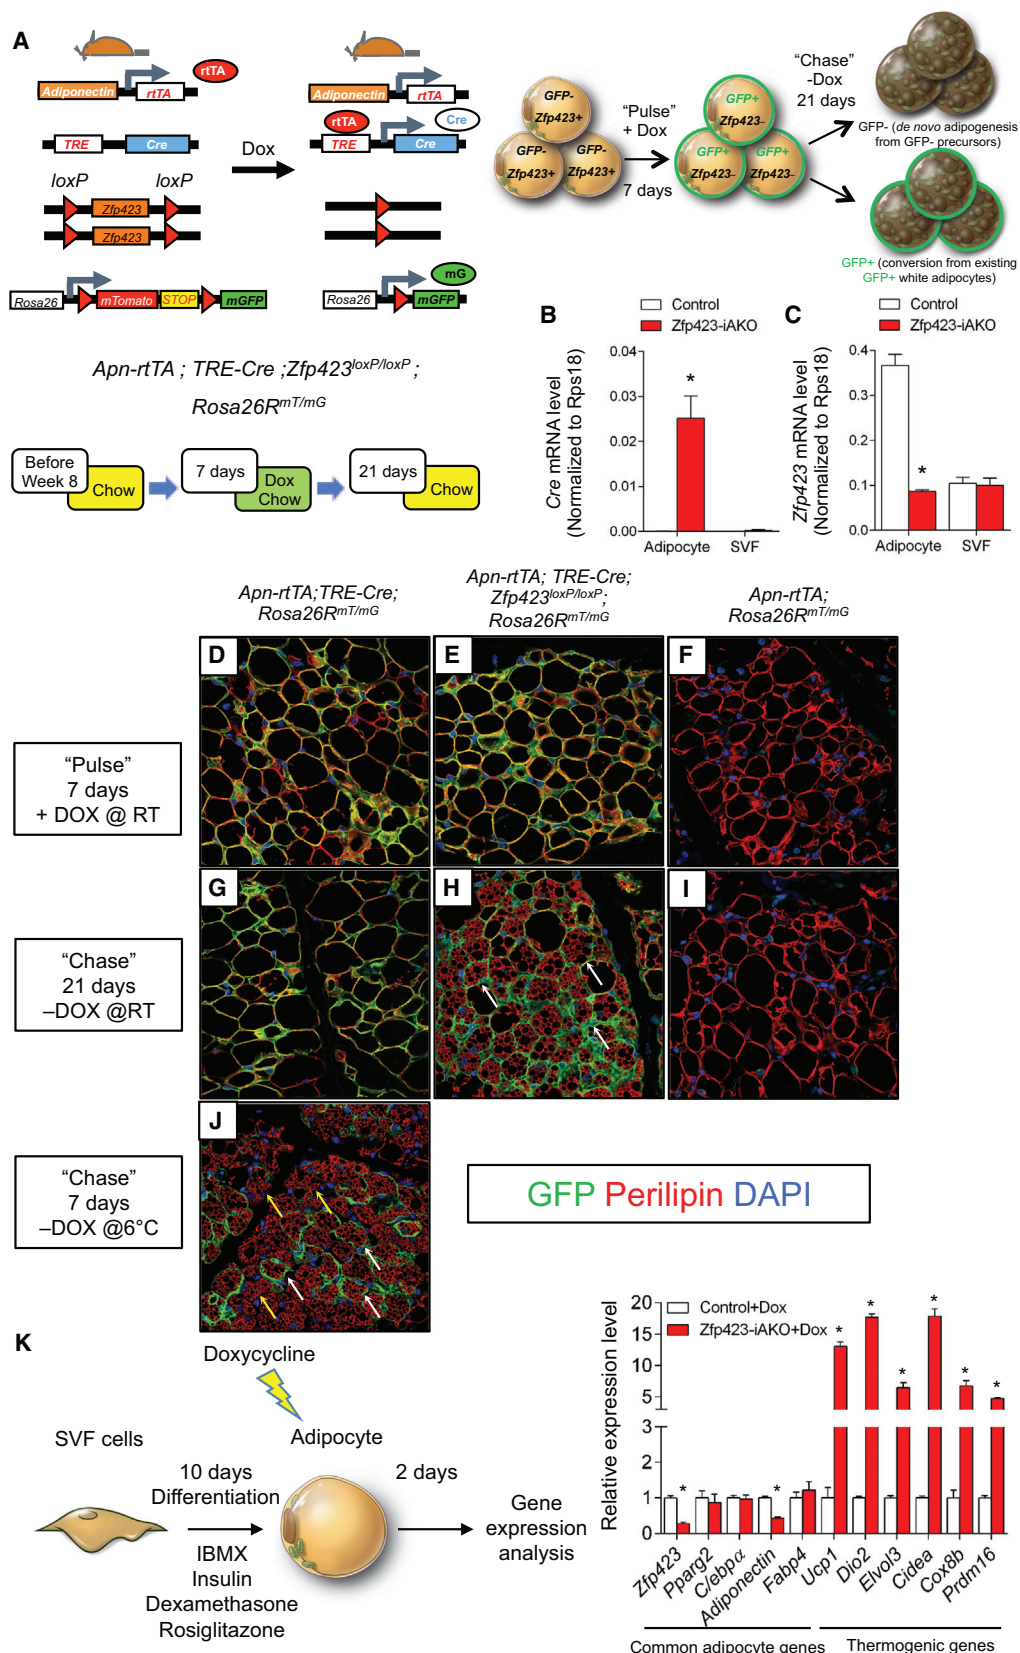 A
rtTA
Adiponectin
rtTA
TRE
Cre
loxP
loxP
Zfp423
Zfp423
Rosa26
mTomato
STOP
mGFP
Dox
Adiponectin
rtTA
rtTA
Cre
TRE
Cre
mG
Rosa26
mGFP
GFP-
Zfp423+
GFP-
Zfp423+
GFP-
Zfp423+
"Pulse"
+ Dox
7 days
GFP+
Zfp423–
GFP+
Zfp423–
GFP+
Zfp423–
"Chase"
-Dox
21 days
GFP- (de novo adipogenesis
from GFP- precursors)
GFP+ (conversion from existing
GFP+ white adipocytes)
Apn-rtTA ; TRE-Cre ;Zfp423loxP/loxP ;
Rosa26RmT/mG
Before
Week 8
Chow
7 days
Dox
Chow
21 days
Chow
B
Control
Zfp423-iAKO
Cre mRNA level
(Normalized to Rps18)
0.04
0.03
0.02
0.01
0.00
*
Adipocyte
SVF
C
Control
Zfp423-iAKO
Zfp423 mRNA level
(Normalized to Rps18)
0.4
0.3
0.2
0.1
0.0
*
Adipocyte
SVF
Apn-rtTA;TRE-Cre;
Rosa26RmT/mG
Apn-rtTA; TRE-Cre;
Zfp423loxP/loxP;
Rosa26RmT/mG
Apn-rtTA;
Rosa26RmT/mG
"Pulse"
7 days
+ DOX @ RT
D
E
F
"Chase"
21 days
–DOX @RT
G
H
I
"Chase"
7 days
–DOX @6°C
J
GFP Perilipin DAPI
K
Doxycycline
SVF cells
Adipocyte
10 days
Differentiation
IBMX
Insulin
Dexamethasone
Rosiglitazone
2 days
Gene
expression
analysis
Relative expression level
20
15
10
5
3
2
1
0
Control+Dox
Zfp423-iAKO+Dox
*
*
*
*
*
*
*
*
Zfp423
Pparg2
C/ebpα
Adiponectin
Fabp4
Ucp1
Dio2
Elvol3
Cidea
Cox8b
Prdm16
Common adipocyte genes
Thermogenic genes